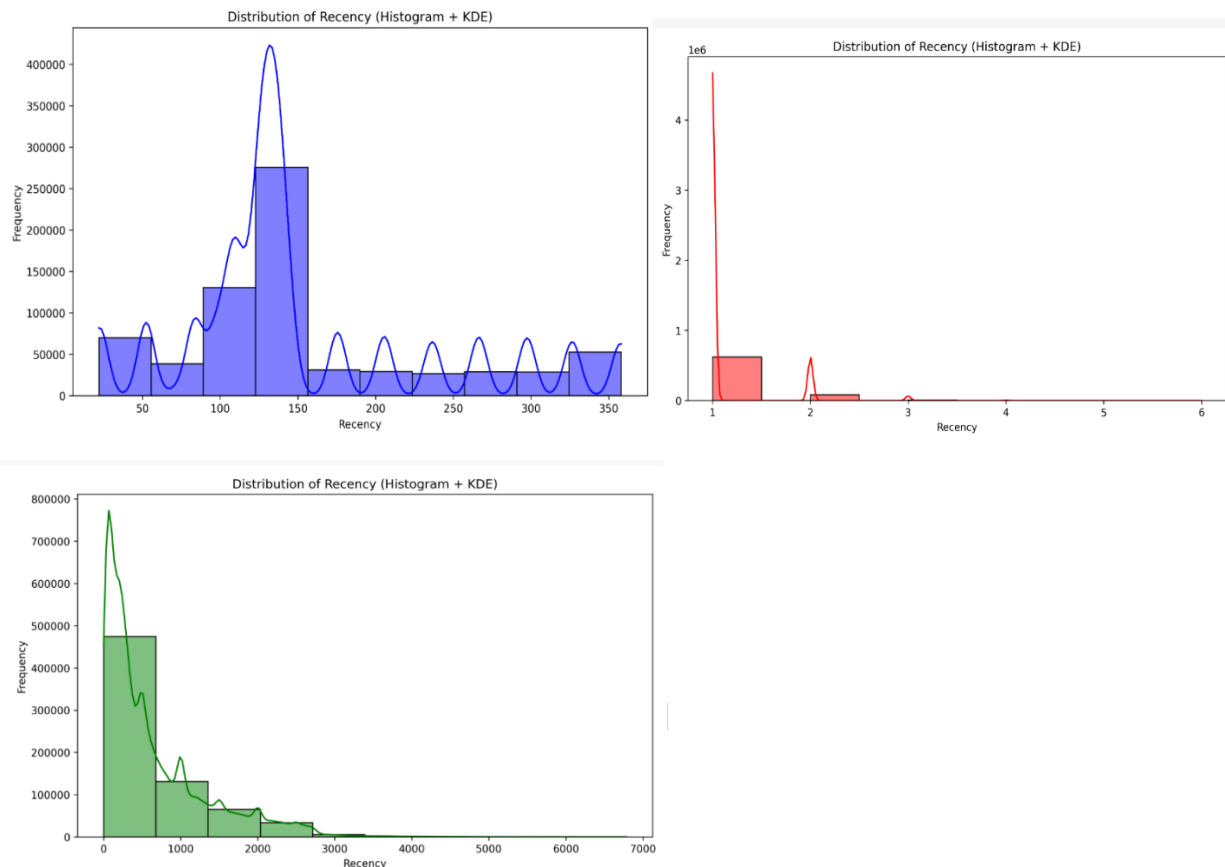 Distribution of Recency (Histogram + KDE)
400000
350000
300000
250000
200000
150000
100000
50000
0
Frequency
50 100 150 200 250 300 350
Recency
Distribution of Recency (Histogram + KDE)
1e6
4
3
2
1
0
Frequency
1 2 3 4 5 6
Recency
Distribution of Recency (Histogram + KDE)
800000
700000
600000
500000
400000
300000
200000
100000
0
Frequency
0 1000 2000 3000 4000 5000 6000 7000
Recency